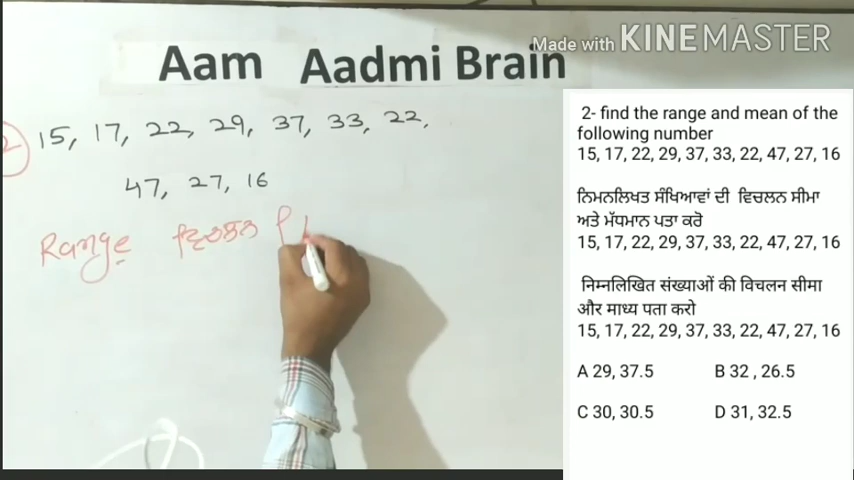 Made with KINEMASTER
Aam Aadmi Brain
2
15, 17, 22, 29, 37, 33, 22,
47, 27, 16
Range ਵਿਚਲਨ
2- find the range and mean of the
following number
15, 17, 22, 29, 37, 33, 22, 47, 27, 16
ਨਿਮਨਲਿਖਤ ਸੰਖਿਆਵਾਂ ਦੀ ਵਿਚਲਨ ਸੀਮਾ
ਅਤੇ ਮੱਧਮਾਨ ਪਤਾ ਕਰੋ
15, 17, 22, 29, 37, 33, 22, 47, 27, 16
निम्नलिखित संख्याओं की विचलन सीमा
और माध्य पता करो
15, 17, 22, 29, 37, 33, 22, 47, 27, 16
A 29, 37.5 B 32 , 26.5
C 30, 30.5 D 31, 32.5